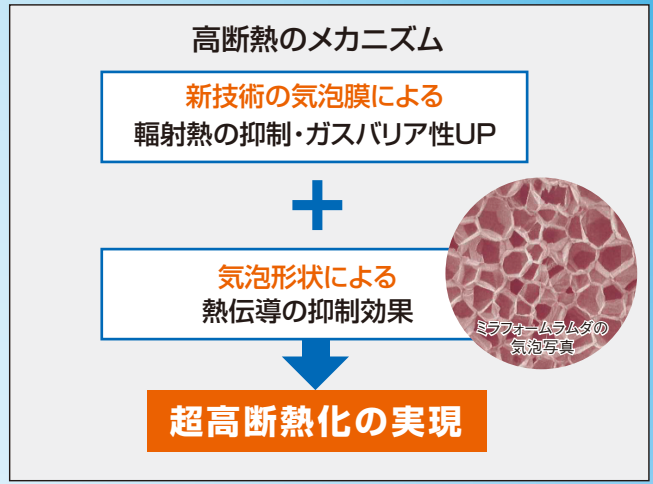 高断熱のメカニズム
新技術の気泡膜による
輻射熱の抑制・ガスバリア性UP
+
気泡形状による
熱伝導の抑制効果
ミラフォームラムダの
気泡写真
超高断熱化の実現